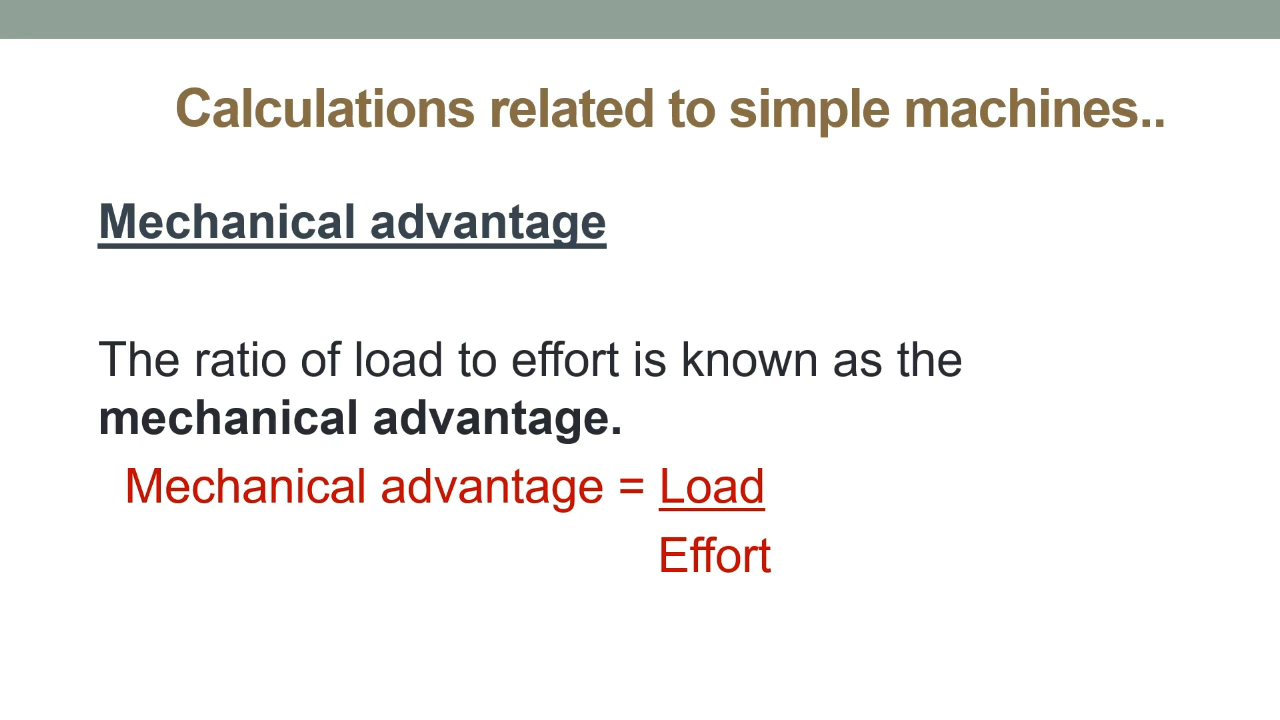 Calculations related to simple machines..
Mechanical advantage
The ratio of load to effort is known as the
mechanical advantage.
Mechanical advantage = Load
Effort